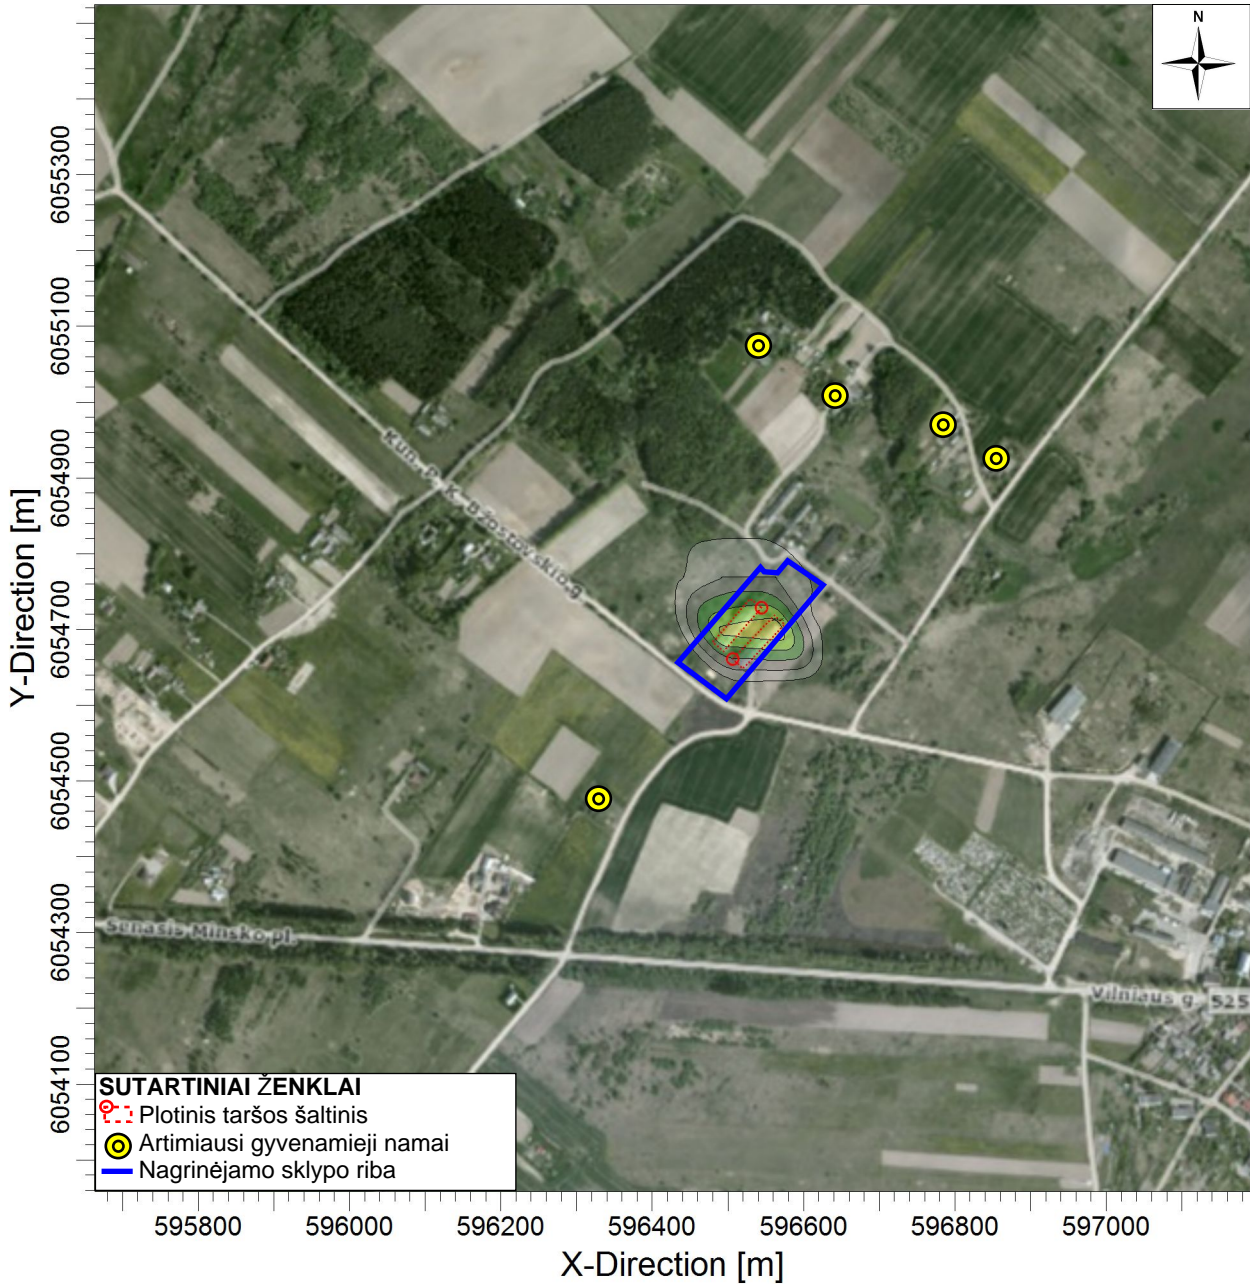 N
Y-Direction [m]
6055300
6055100
6054900
6054700
6054500
6054300
6054100
Kun. P. K. Bžostovskio g.
Senasis Minsko pl.
Vilniaus g.
525
SUTARTINIAI ŽENKLAI
Plotinis taršos šaltinis
Artimiausi gyvenamieji namai
Nagrinėjamo sklypo riba
595800 596000 596200 596400 596600 596800 597000
X-Direction [m]